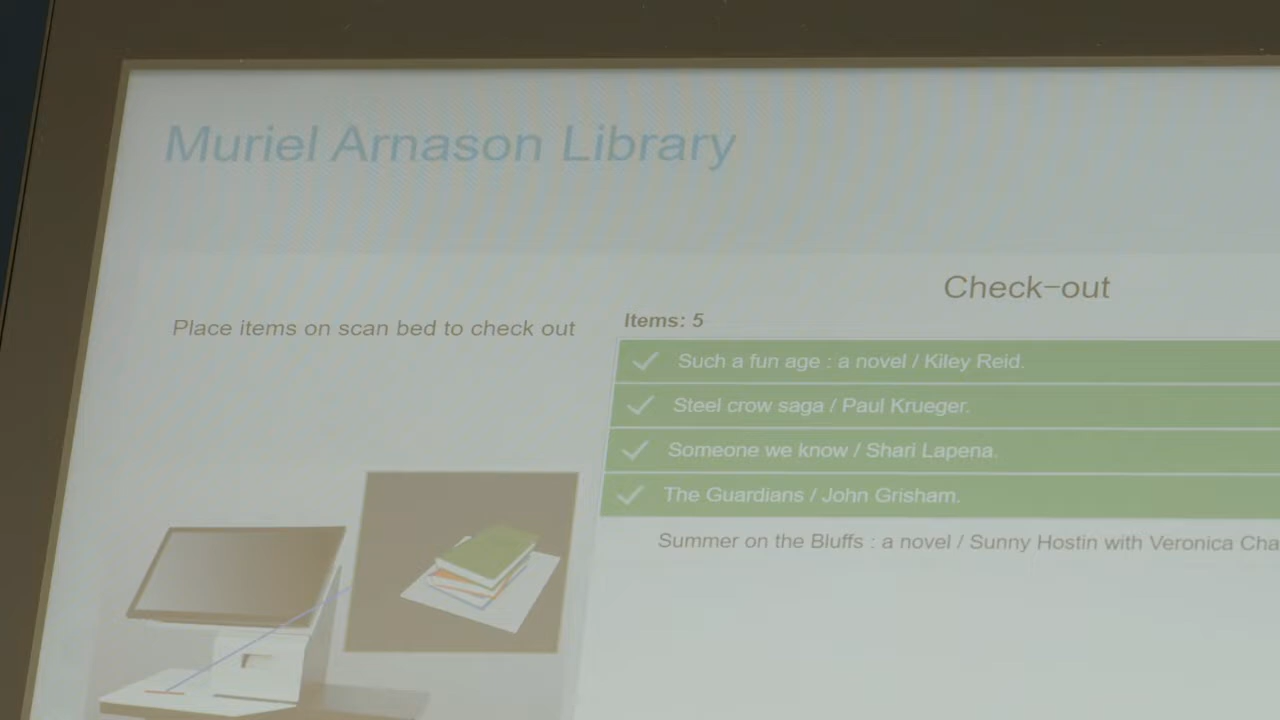 Muriel Arnason Library
Check-out
Place items on scan bed to check out
Items: 5
Such a fun age : a novel / Kiley Reid.
Steel crow saga / Paul Krueger.
Someone we know / Shari Lapena.
The Guardians / John Grisham.
Summer on the Bluffs : a novel / Sunny Hostin with Veronica